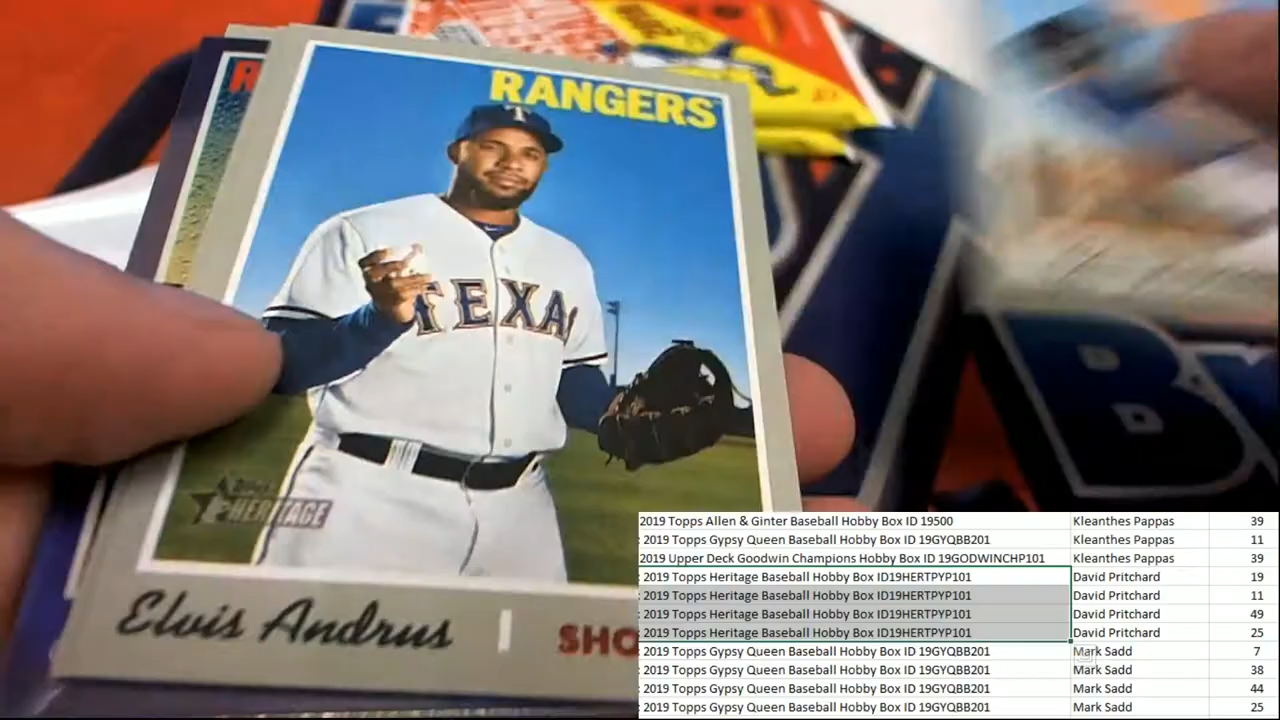 RANGERS
T
TEXA
HERITAGE
Elvis Andrus | SHO
R
B
2019 Topps Allen & Ginter Baseball Hobby Box ID 19500 Kleanthes Pappas 39
: 2019 Topps Gypsy Queen Baseball Hobby Box ID 19GYQBB201 Kleanthes Pappas 11
2019 Upper Deck Goodwin Champions Hobby Box ID 19GODWINCHP101 Kleanthes Pappas 39
: 2019 Topps Heritage Baseball Hobby Box ID19HERTPYP101 David Pritchard 19
: 2019 Topps Heritage Baseball Hobby Box ID19HERTPYP101 David Pritchard 11
: 2019 Topps Heritage Baseball Hobby Box ID19HERTPYP101 David Pritchard 49
: 2019 Topps Heritage Baseball Hobby Box ID19HERTPYP101 David Pritchard 25
: 2019 Topps Gypsy Queen Baseball Hobby Box ID 19GYQBB201 Mark Sadd 7
: 2019 Topps Gypsy Queen Baseball Hobby Box ID 19GYQBB201 Mark Sadd 38
: 2019 Topps Gypsy Queen Baseball Hobby Box ID 19GYQBB201 Mark Sadd 44
: 2019 Topps Gypsy Queen Baseball Hobby Box ID 19GYQBB201 Mark Sadd 25